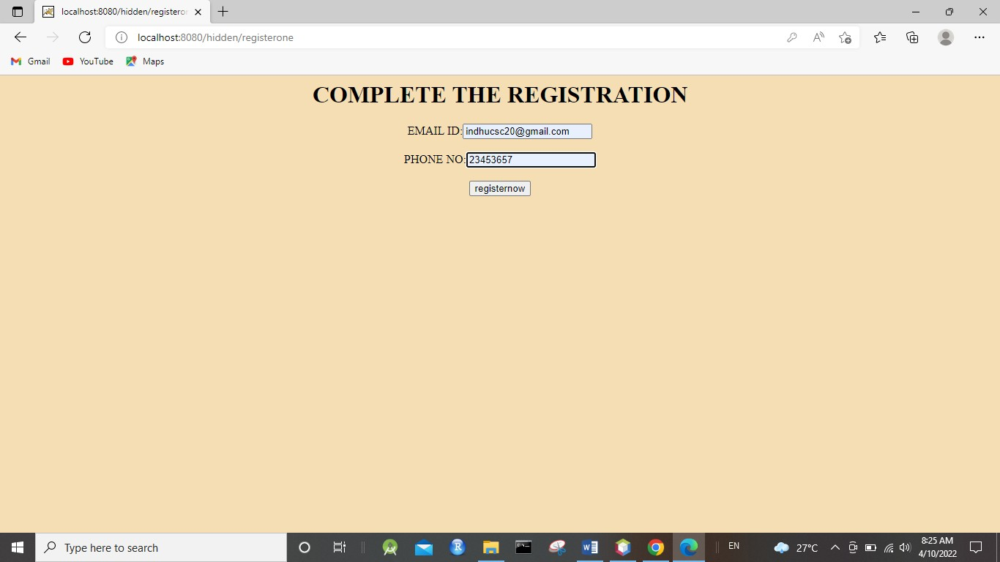 localhost:8080/hidden/registero
localhost:8080/hidden/registerone
Gmail YouTube Maps
COMPLETE THE REGISTRATION
EMAIL ID: indhucsc20@gmail.com
PHONE NO: 23453657
registernow
Type here to search
EN
27°C
8:25 AM
4/10/2022